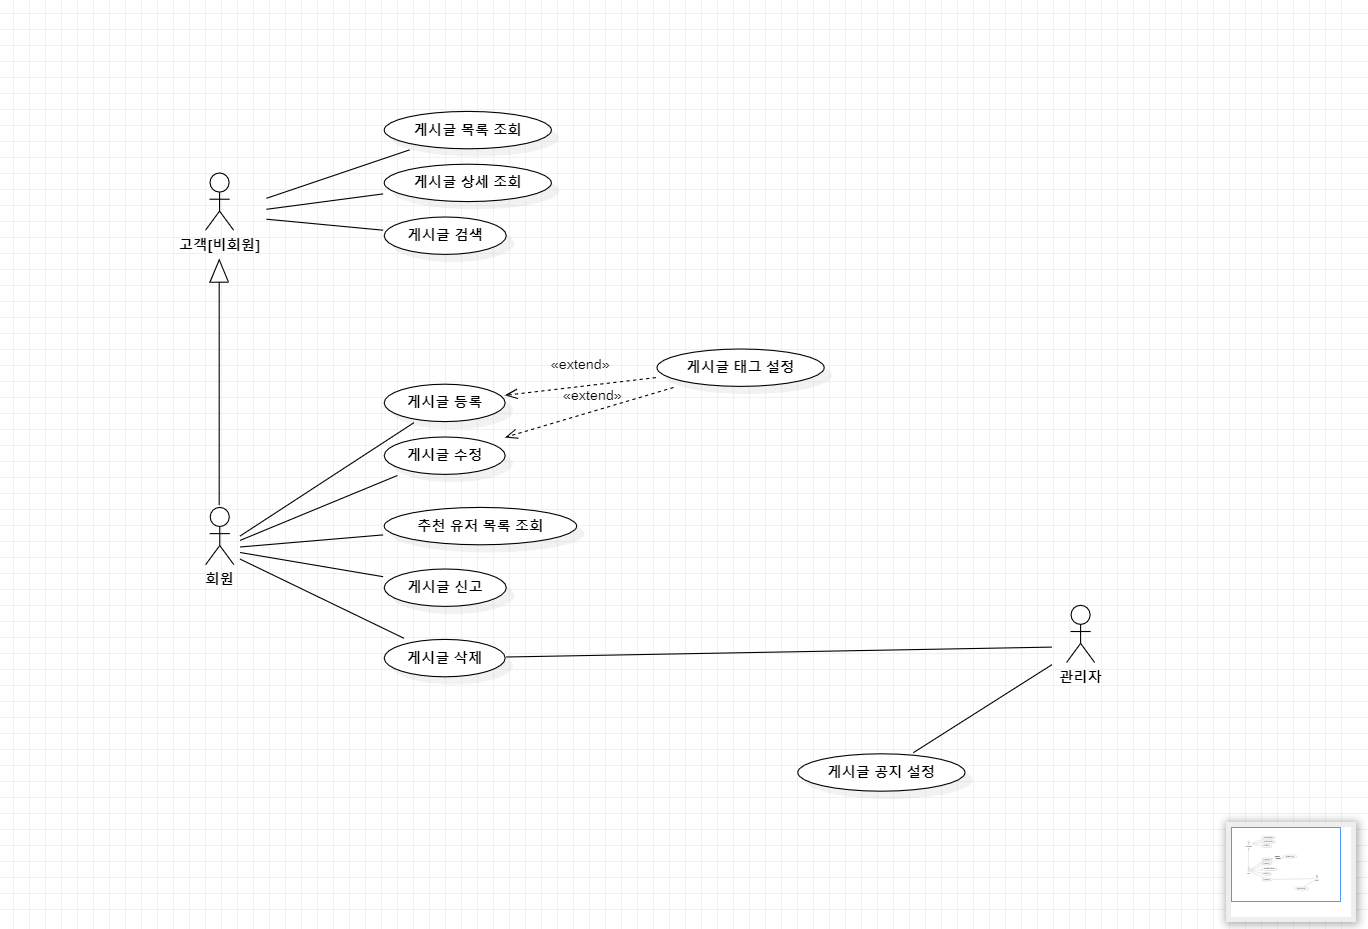 게시글 목록 조회
게시글 상세 조회
게시글 검색
고객[비회원]
«extend»
게시글 태그 설정
«extend»
게시글 등록
게시글 수정
추천 유저 목록 조회
회원
게시글 신고
게시글 삭제
관리자
게시글 공지 설정